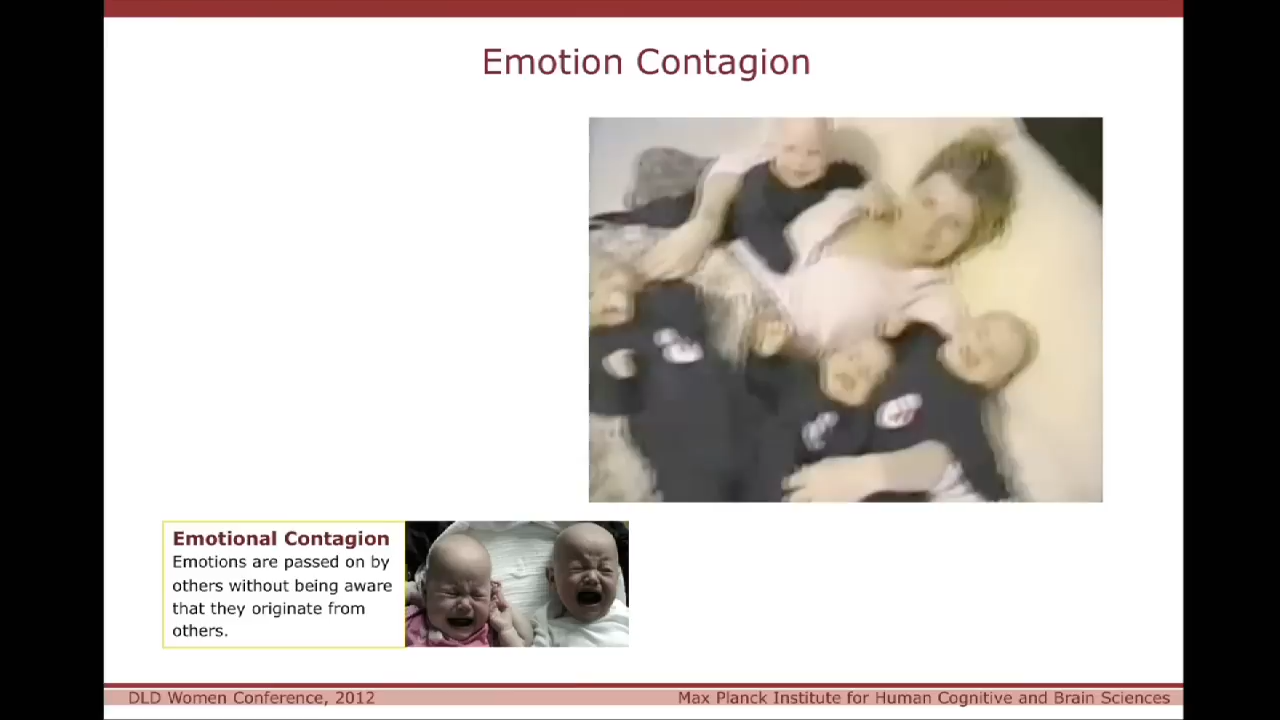 Emotion Contagion
Emotional Contagion
Emotions are passed on by
others without being aware
that they originate from
others.
DLD Women Conference, 2012
Max Planck Institute for Human Cognitive and Brain Sciences